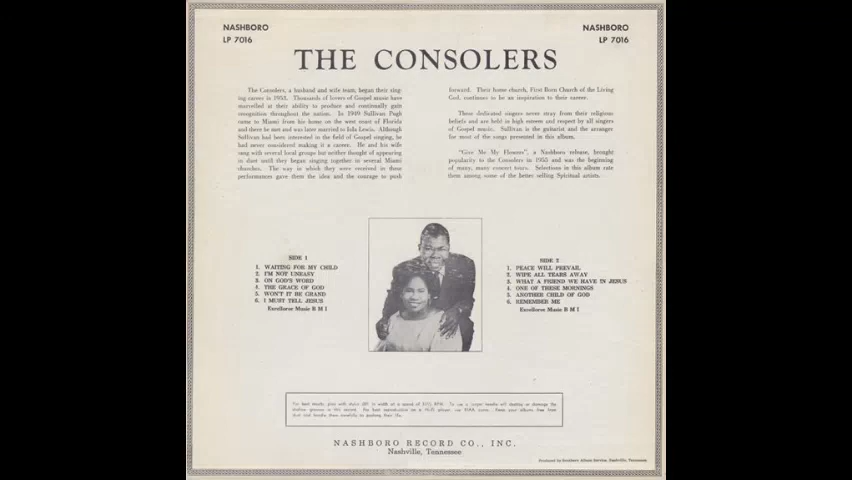 NASHBORO
LP 7016
NASHBORO
LP 7016
THE CONSOLERS
The Consolers, a husband and wife team, began their sing-
ing career in 1953. Thousands of lovers of Gospel music have
marvelled at their ability to produce and continually gain
recognition throughout the nation. In 1949 Sullivan Pugh
came to Miami from his home on the west coast of Florida
and there he met and was later married to Iola Lewis. Although
Sullivan had been interested in the field of Gospel singing, he
had never considered making it a career. He and his wife
sang with several local groups but neither thought of appearing
in duet until they began singing together in several Miami
churches. The way in which they were received in these
performances gave them the idea and the courage to push
forward. Their home church, First Born Church of the Living
God, continues to be an inspiration to their career.
These dedicated singers never stray from their religious
beliefs and are held in high esteem and respect by all singers
of Gospel music. Sullivan is the guitarist and the arranger
for most of the songs presented in this album.
"Give Me My Flowers", a Nashboro release, brought
popularity to the Consolers in 1955 and was the beginning
of many, many concert tours. Selections in this album rate
them among some of the better selling Spiritual artists.
SIDE 1
1. WAITING FOR MY CHILD
2. I'M NOT UNEASY
3. ON GOD'S WORD
4. THE GRACE OF GOD
5. WON'T IT BE GRAND
6. I MUST TELL JESUS
Excellorec Music B M I
SIDE 2
1. PEACE WILL PREVAIL
2. WIPE ALL TEARS AWAY
3. WHAT A FRIEND WE HAVE IN JESUS
4. ONE OF THESE MORNINGS
5. ANOTHER CHILD OF GOD
6. REMEMBER ME
Excellorec Music B M I
NASHBORO RECORD CO., INC.
Nashville, Tennessee
Produced by Southern Album Service, Nashville, Tennessee